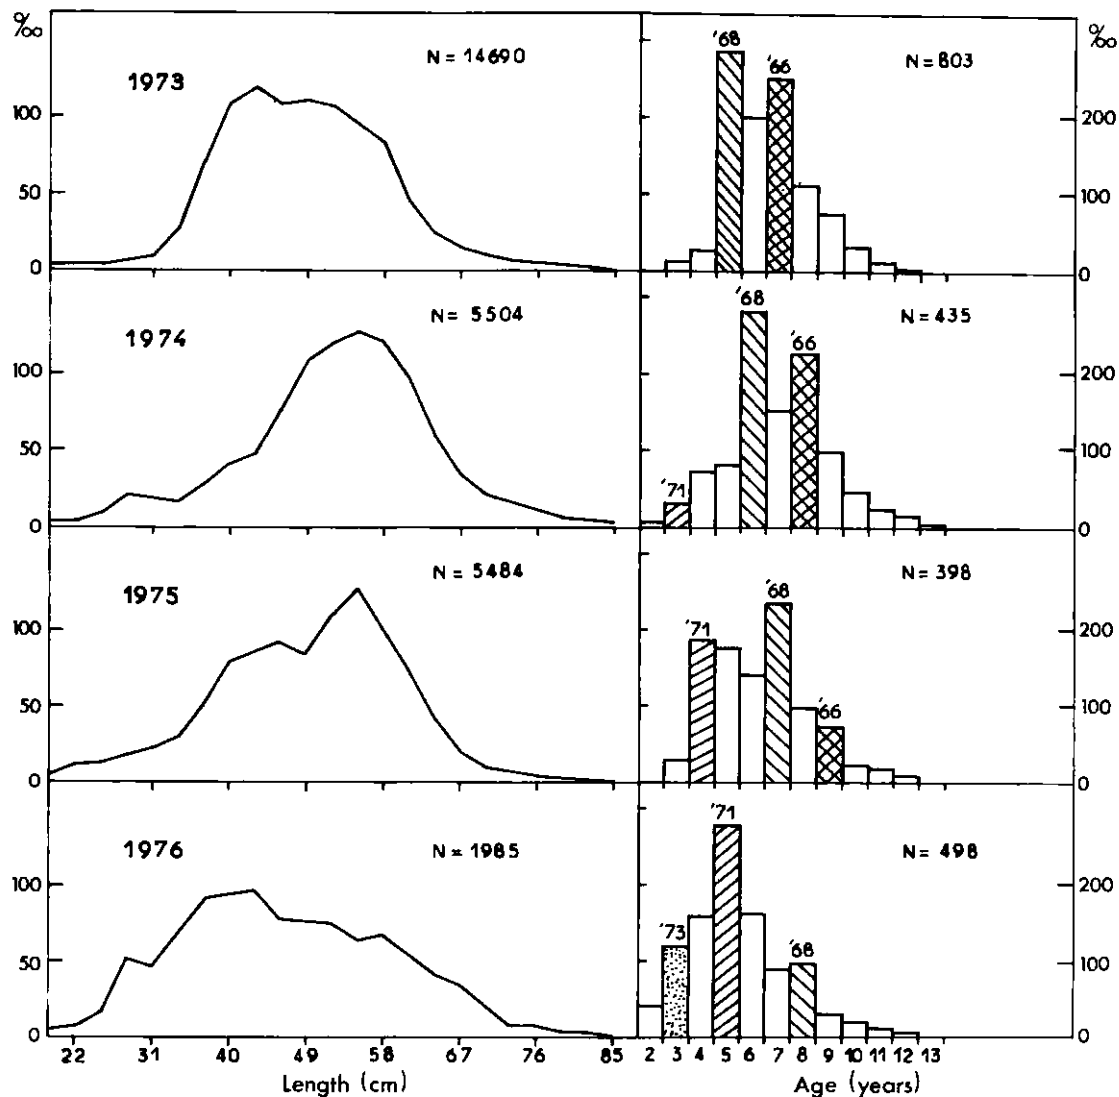 ‰ ‰
1973 N = 14690 '68 '66 N = 803
100 200
50 100
0 0
1974 N = 5504 '68 '66 N = 435
100 200
50 '71 100
0 0
1975 N = 5484 '71 '68 '66 N = 398
100 200
50 100
0 0
1976 N = 1985 '73 '71 '68 N = 498
100 200
50 100
0 0
22 31 40 49 58 67 76 85 2 3 4 5 6 7 8 9 10 11 12 13
Length (cm) Age (years)